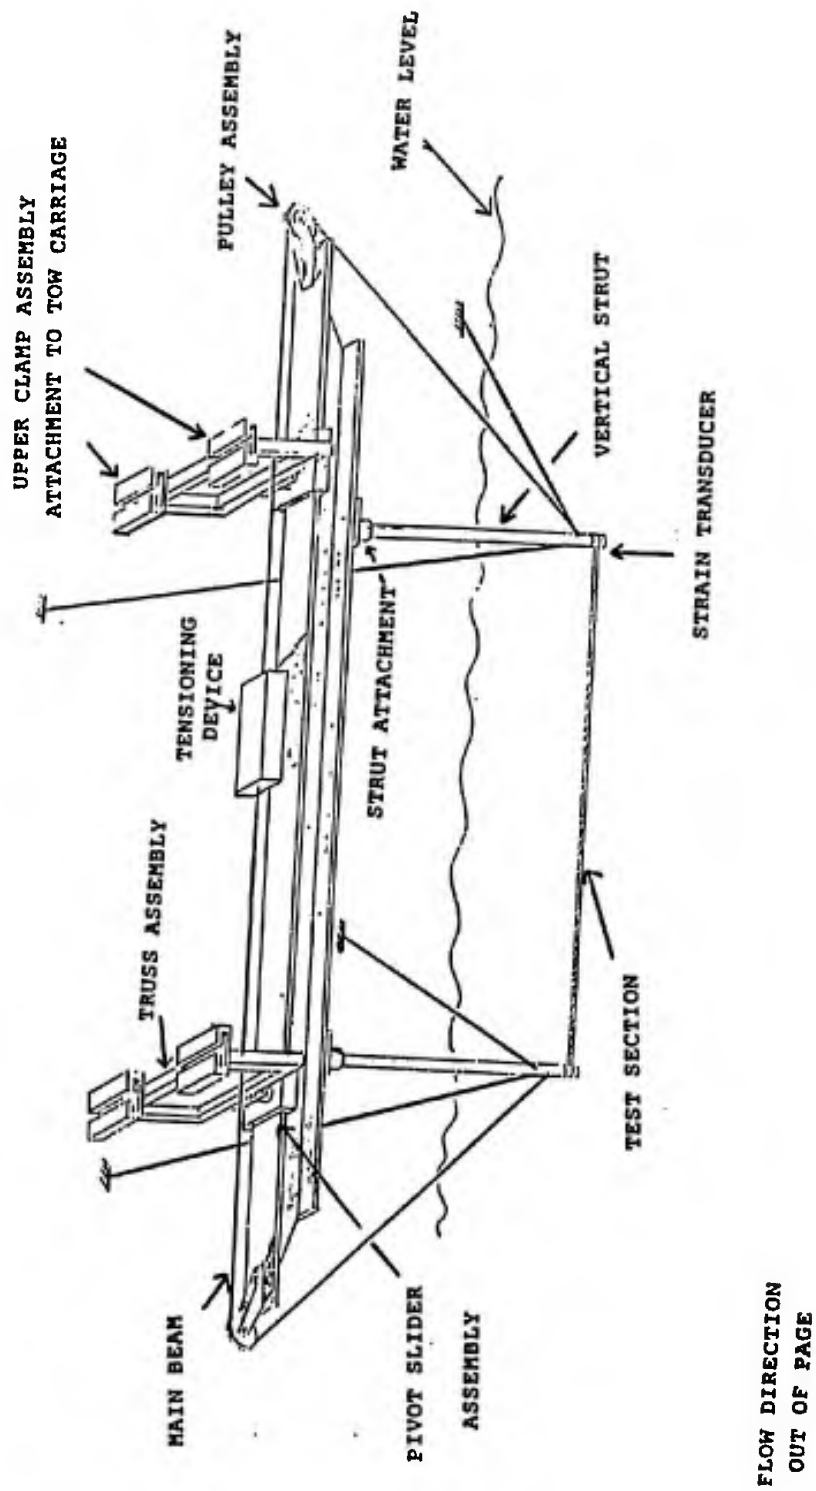 UPPER CLAMP ASSEMBLY
ATTACHMENT TO TOW CARRIAGE
PULLEY ASSEMBLY
WATER LEVEL
TRUSS ASSEMBLY
TENSIONING
DEVICE
STRUT ATTACHMENT
VERTICAL STRUT
STRAIN TRANSDUCER
MAIN BEAM
PIVOT SLIDER
ASSEMBLY
TEST SECTION
FLOW DIRECTION
OUT OF PAGE